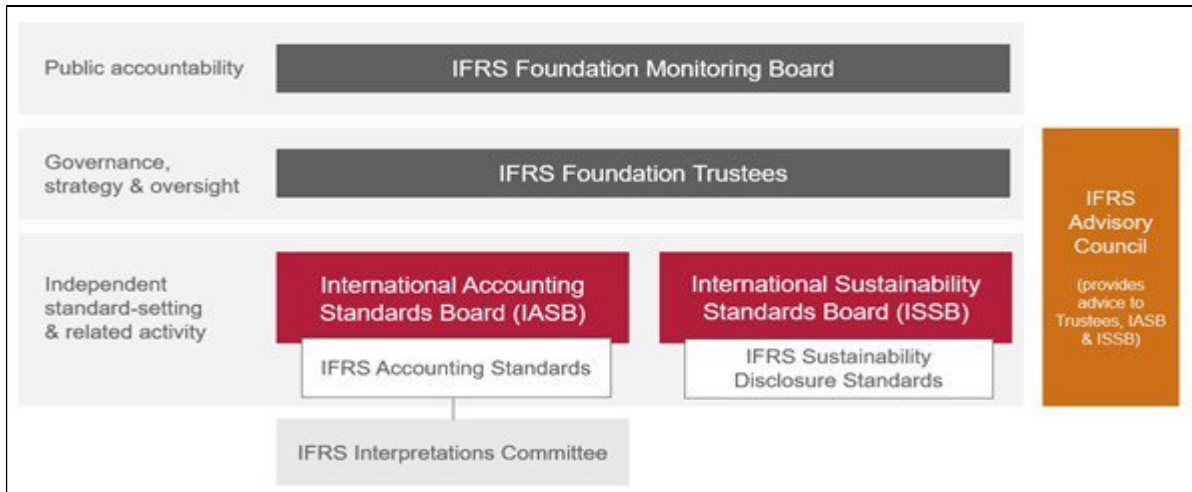 Public accountability
IFRS Foundation Monitoring Board
Governance,
strategy & oversight
IFRS Foundation Trustees
Independent
standard-setting
& related activity
International Accounting
Standards Board (IASB)
IFRS Accounting Standards
IFRS Interpretations Committee
International Sustainability
Standards Board (ISSB)
IFRS Sustainability
Disclosure Standards
IFRS
Advisory
Council
(provides
advice to
Trustees, IASB
& ISSB)